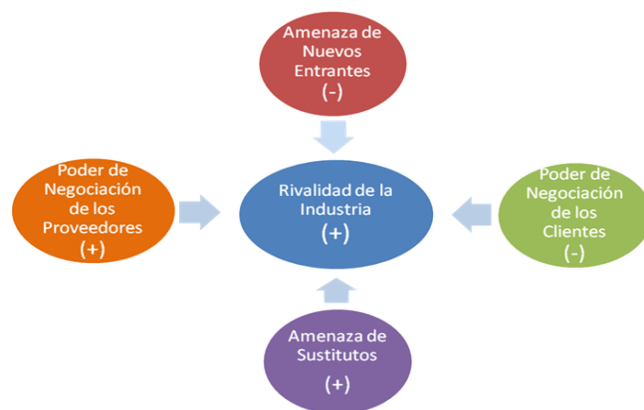 Amenaza de
Nuevos
Entrantes
(-)
Poder de
Negociación
de los
Proveedores
(+)
Rivalidad de la
Industria
(+)
Poder de
Negociación
de los
Clientes
(-)
Amenaza de
Sustitutos
(+)